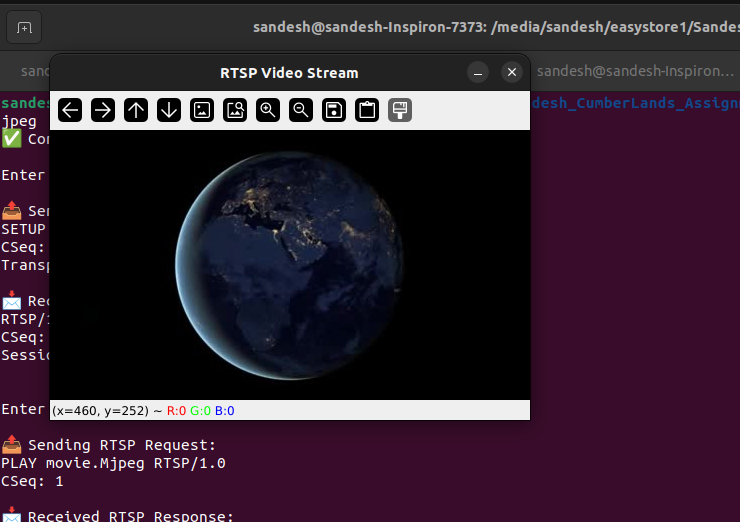 sandesh@sandesh-Inspiron-7373: /media/sandesh/easystore1/Sandes
sand
RTSP Video Stream
sandesh@sandesh-Inspiron...
sandes
desh_CumberLands_Assign
jpeg
✅ Con
Enter
📤 Sen
SETUP
CSeq:
Transp
📩 Rec
RTSP/1
CSeq:
Sessio
(x=460, y=252) ~ R:0 G:0 B:0
Enter
📤 Sending RTSP Request:
PLAY movie.Mjpeg RTSP/1.0
CSeq: 1
📩 Received RTSP Response: